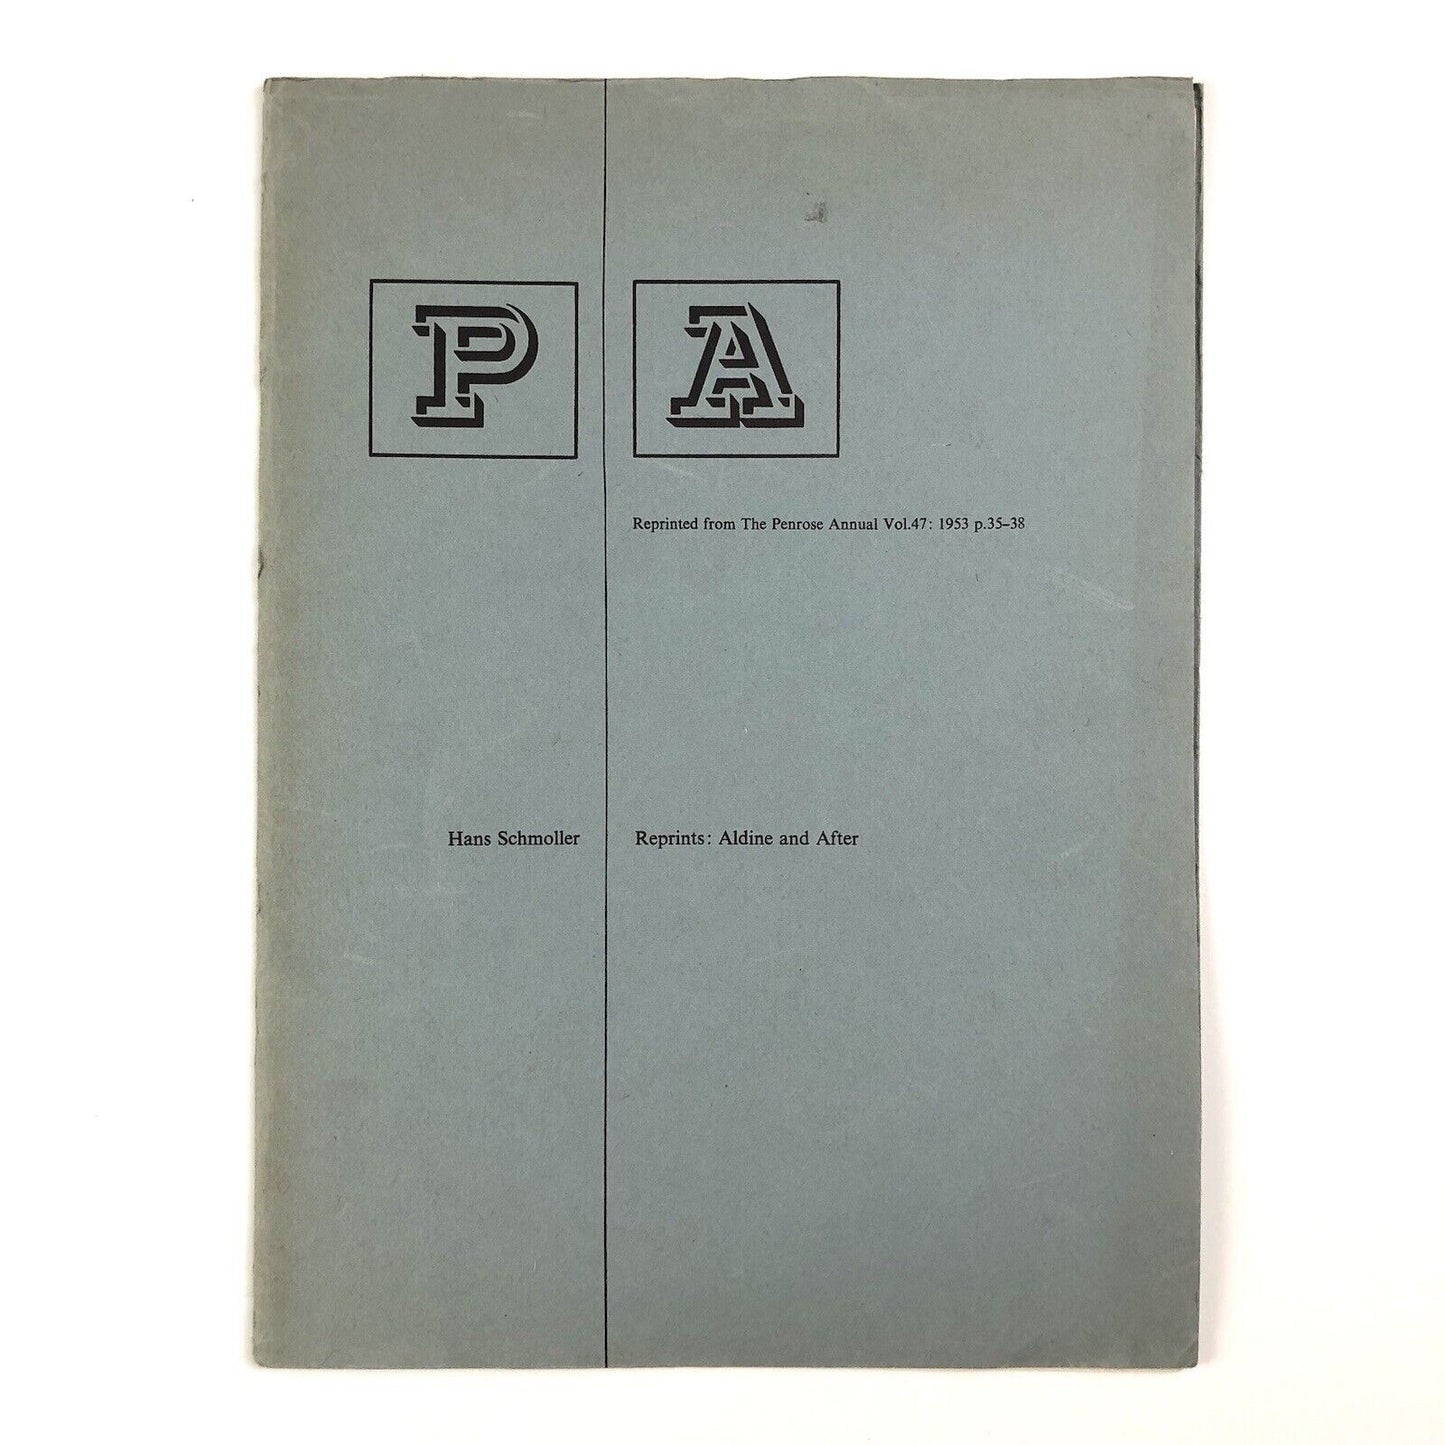 P A
Reprinted from The Penrose Annual Vol.47: 1953 p.35–38
Hans Schmoller Reprints: Aldine and After